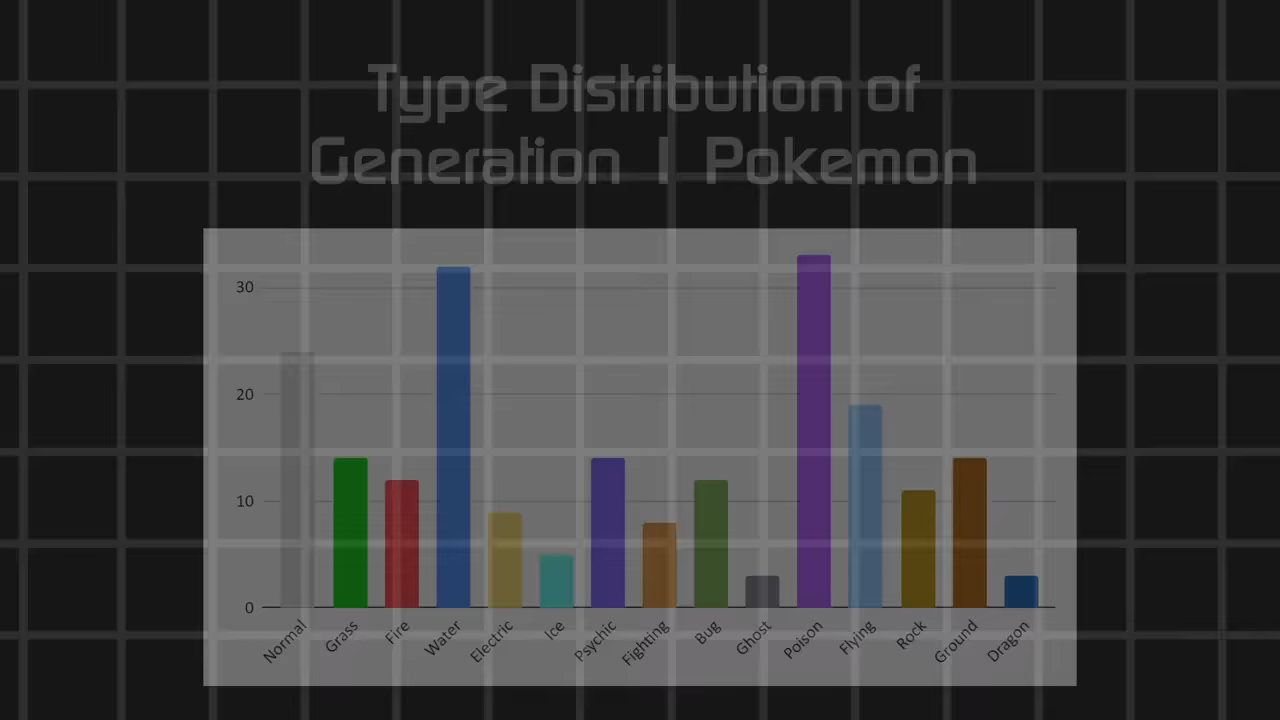 Type Distribution of
Generation I Pokemon
30
20
10
0
Normal
Grass
Fire
Water
Electric
Ice
Psychic
Fighting
Bug
Ghost
Poison
Flying
Rock
Ground
Dragon